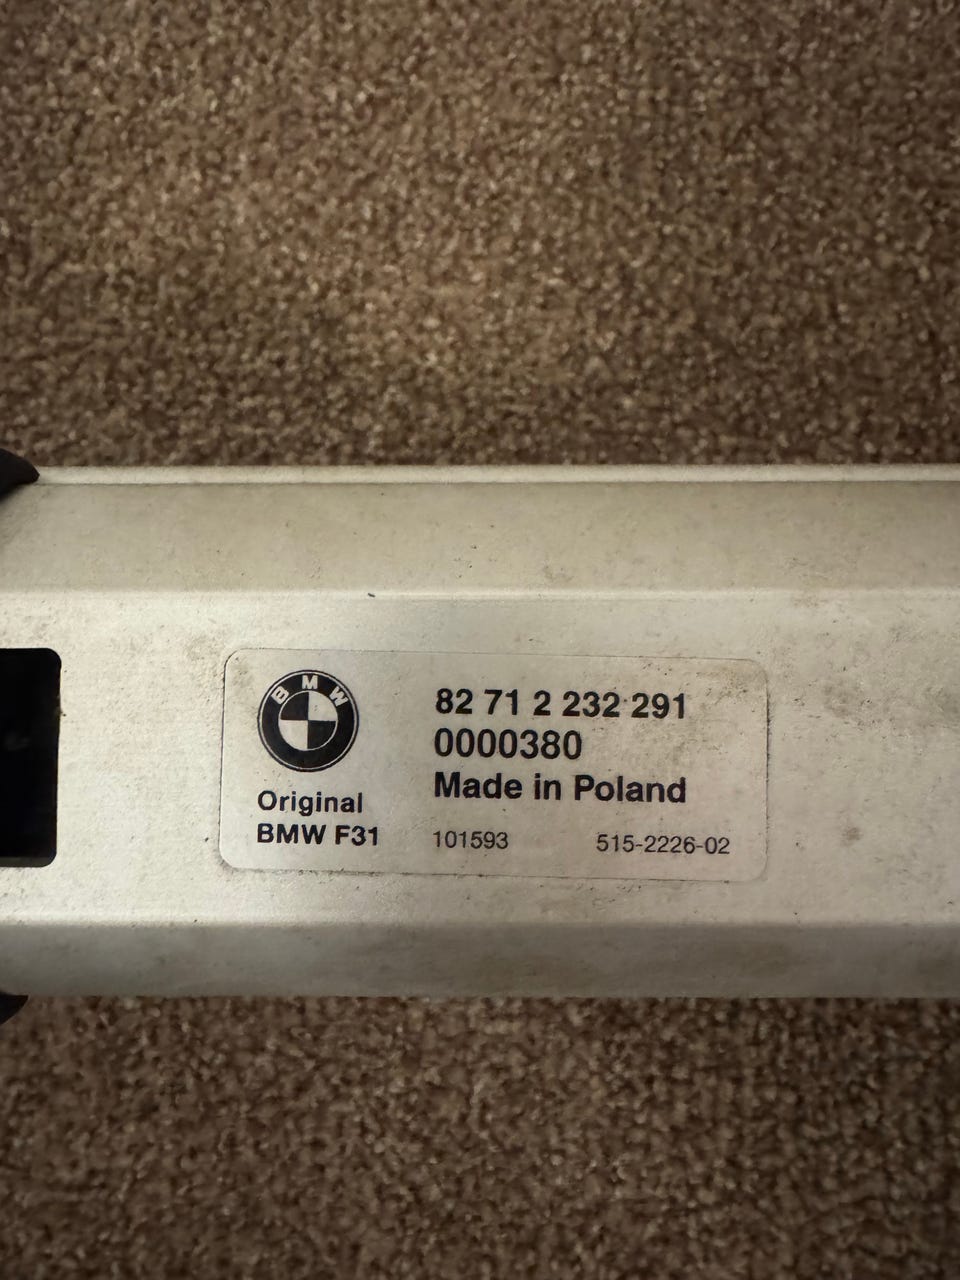 BMW
Original
BMW F31
82 71 2 232 291
0000380
Made in Poland
101593 515-2226-02